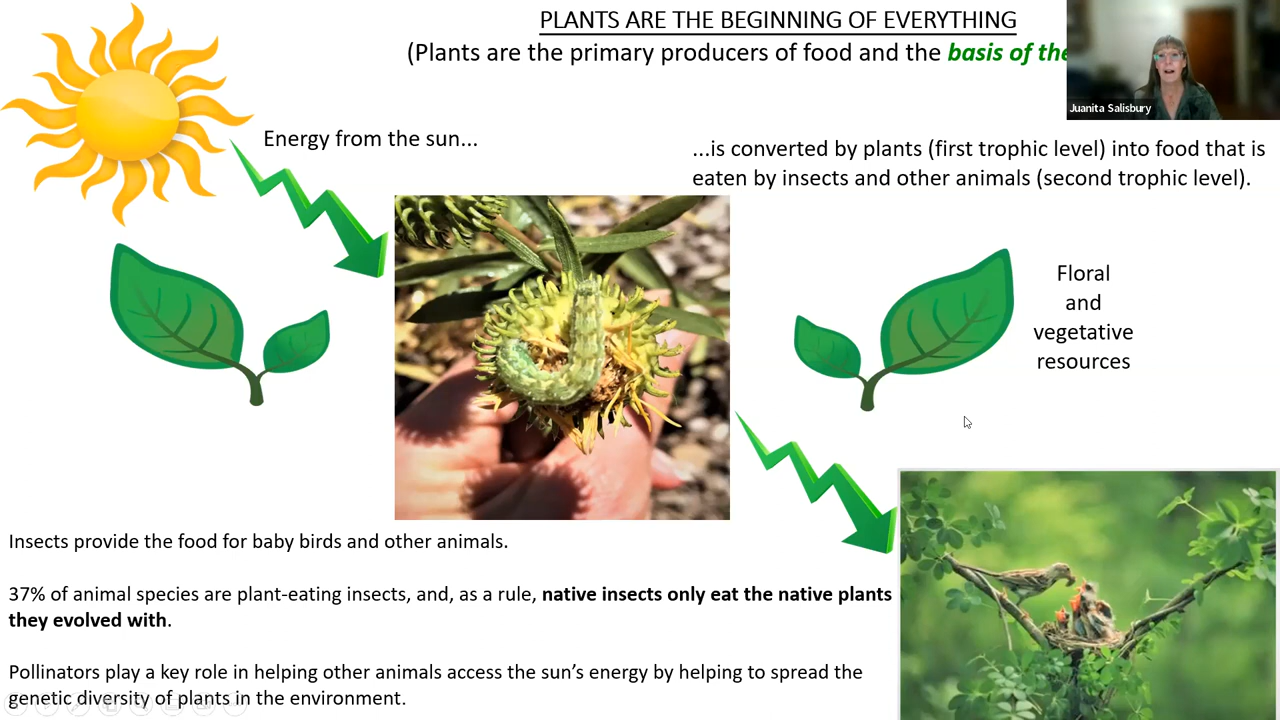 PLANTS ARE THE BEGINNING OF EVERYTHING
(Plants are the primary producers of food and the basis of the
Juanita Salisbury
Energy from the sun...
...is converted by plants (first trophic level) into food that is
eaten by insects and other animals (second trophic level).
Floral
and
vegetative
resources
Insects provide the food for baby birds and other animals.
37% of animal species are plant-eating insects, and, as a rule, native insects only eat the native plants
they evolved with.
Pollinators play a key role in helping other animals access the sun’s energy by helping to spread the
genetic diversity of plants in the environment.